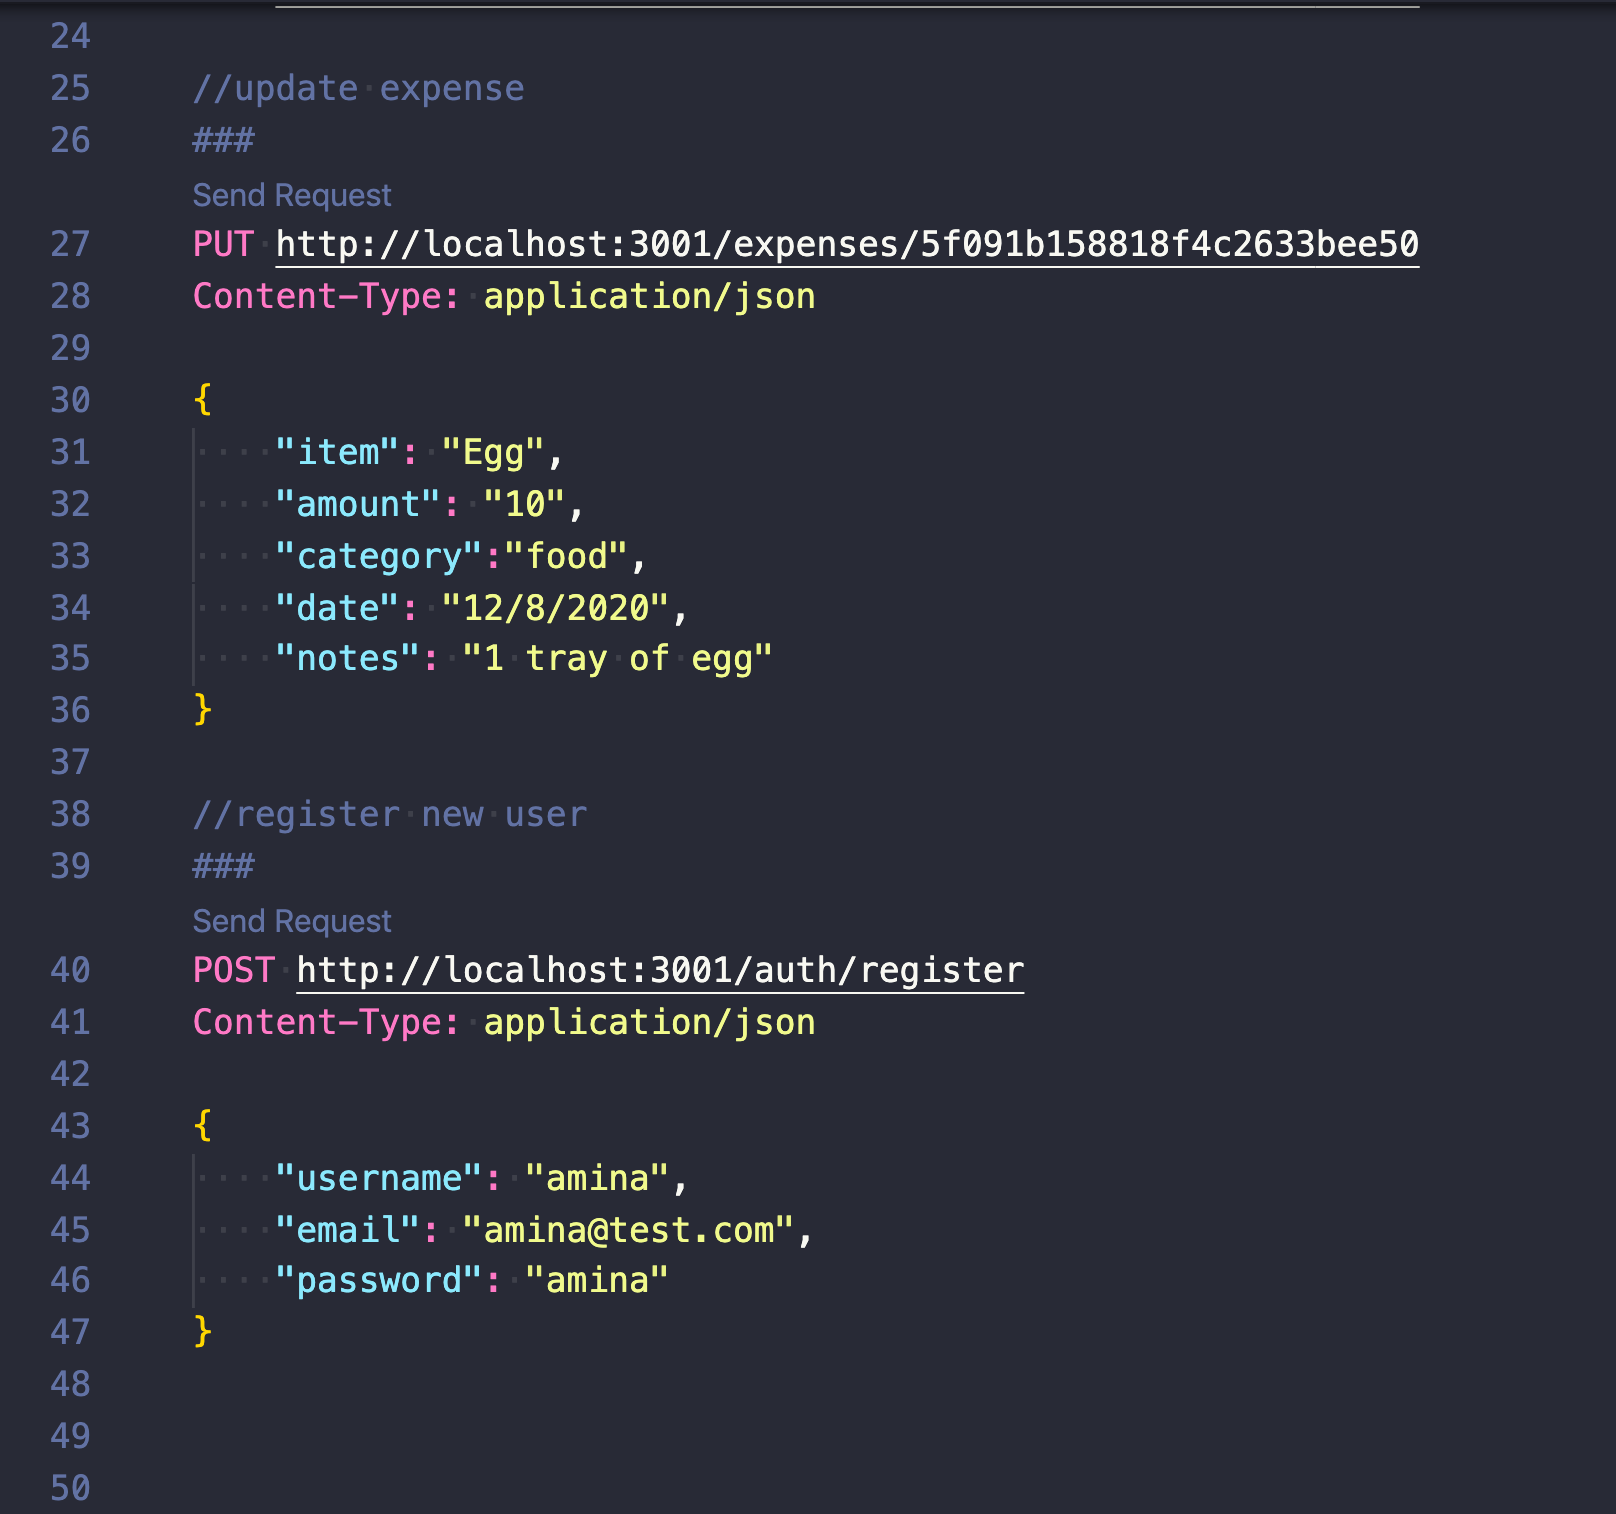 24
25 //update expense
26 ###
Send Request
27 PUT http://localhost:3001/expenses/5f091b158818f4c2633bee50
28 Content-Type: application/json
29
30 {
31     "item": "Egg",
32     "amount": "10",
33     "category":"food",
34     "date": "12/8/2020",
35     "notes": "1 tray of egg"
36 }
37
38 //register new user
39 ###
Send Request
40 POST http://localhost:3001/auth/register
41 Content-Type: application/json
42
43 {
44     "username": "amina",
45     "email": "amina@test.com",
46     "password": "amina"
47 }
48
49
50